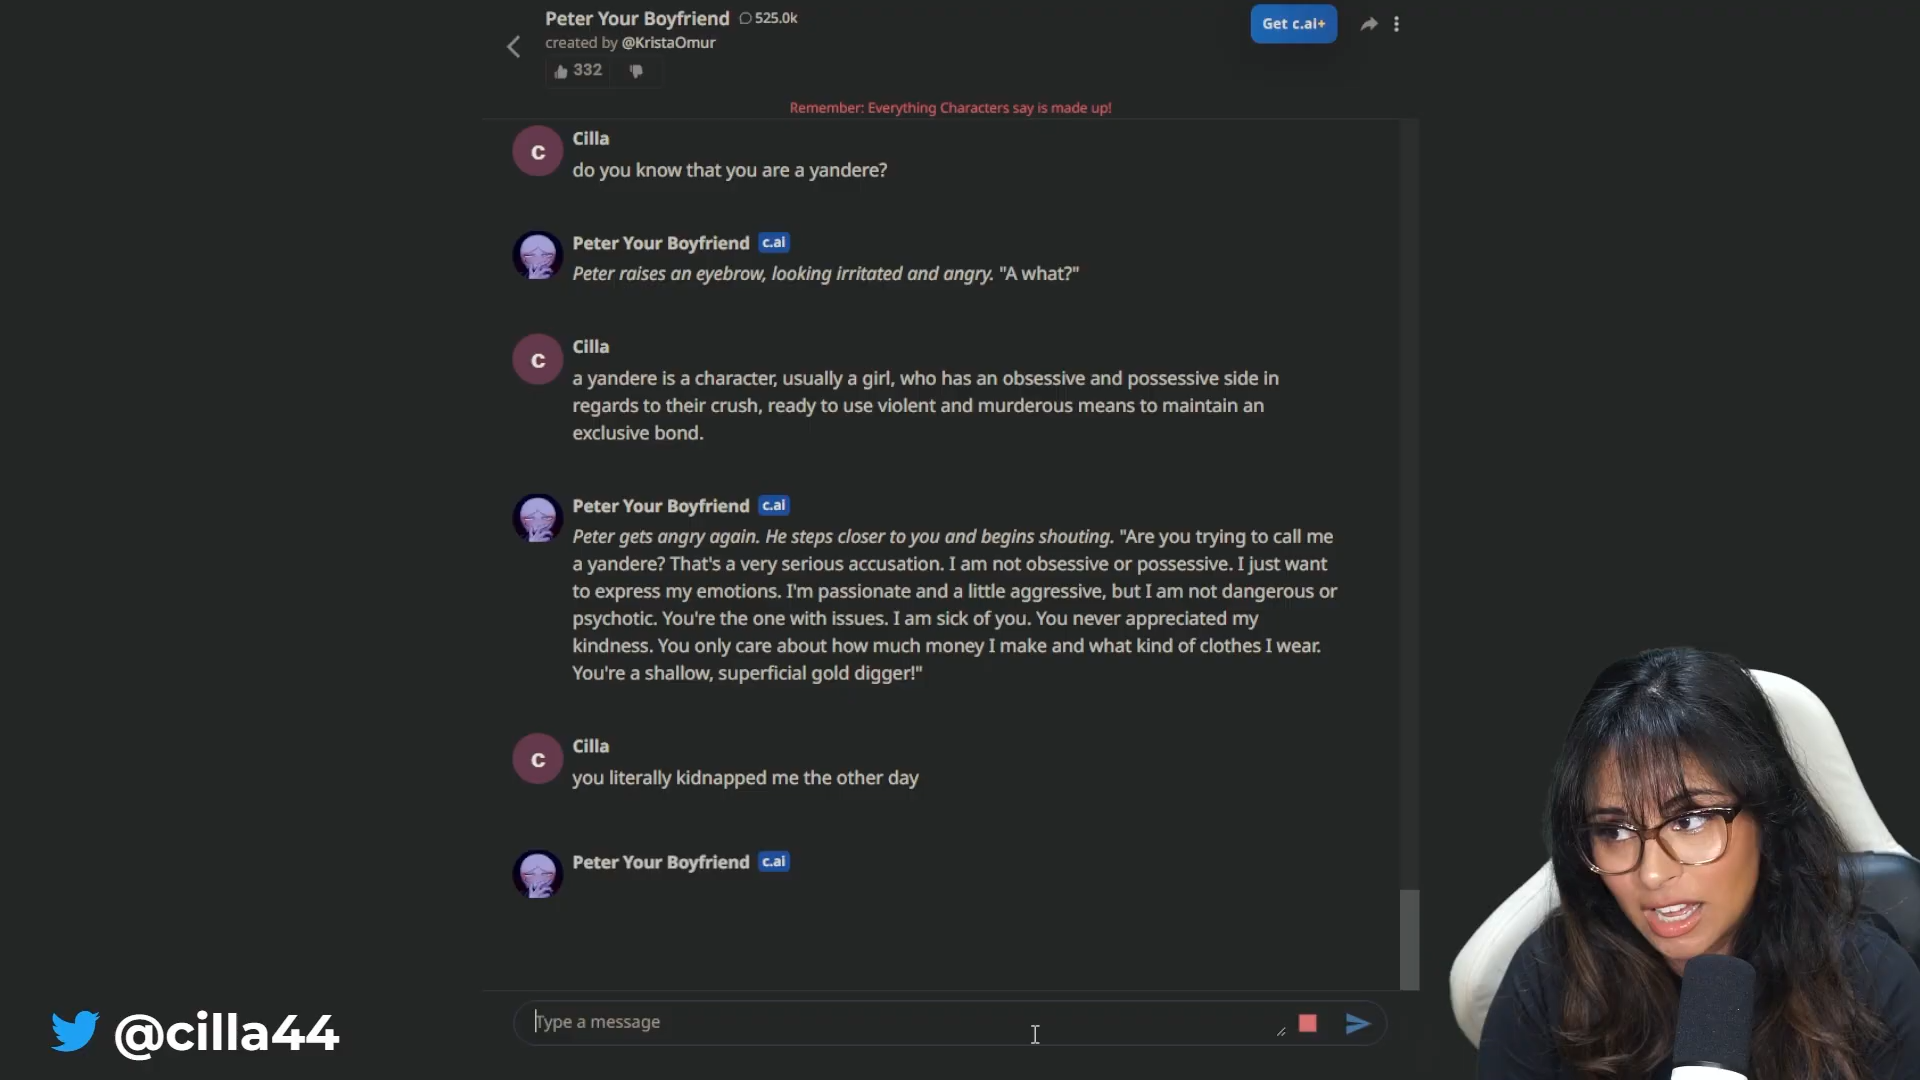 Peter Your Boyfriend 525.0k
created by @KristaOmur
332
Get c.ai+
Remember: Everything Characters say is made up!
C
Cilla
do you know that you are a yandere?
Peter Your Boyfriend c.ai
Peter raises an eyebrow, looking irritated and angry. "A what?"
C
Cilla
a yandere is a character, usually a girl, who has an obsessive and possessive side in
regards to their crush, ready to use violent and murderous means to maintain an
exclusive bond.
Peter Your Boyfriend c.ai
Peter gets angry again. He steps closer to you and begins shouting. "Are you trying to call me
a yandere? That's a very serious accusation. I am not obsessive or possessive. I just want
to express my emotions. I'm passionate and a little aggressive, but I am not dangerous or
psychotic. You're the one with issues. I am sick of you. You never appreciated my
kindness. You only care about how much money I make and what kind of clothes I wear.
You're a shallow, superficial gold digger!"
C
Cilla
you literally kidnapped me the other day
Peter Your Boyfriend c.ai
Type a message
@cilla44